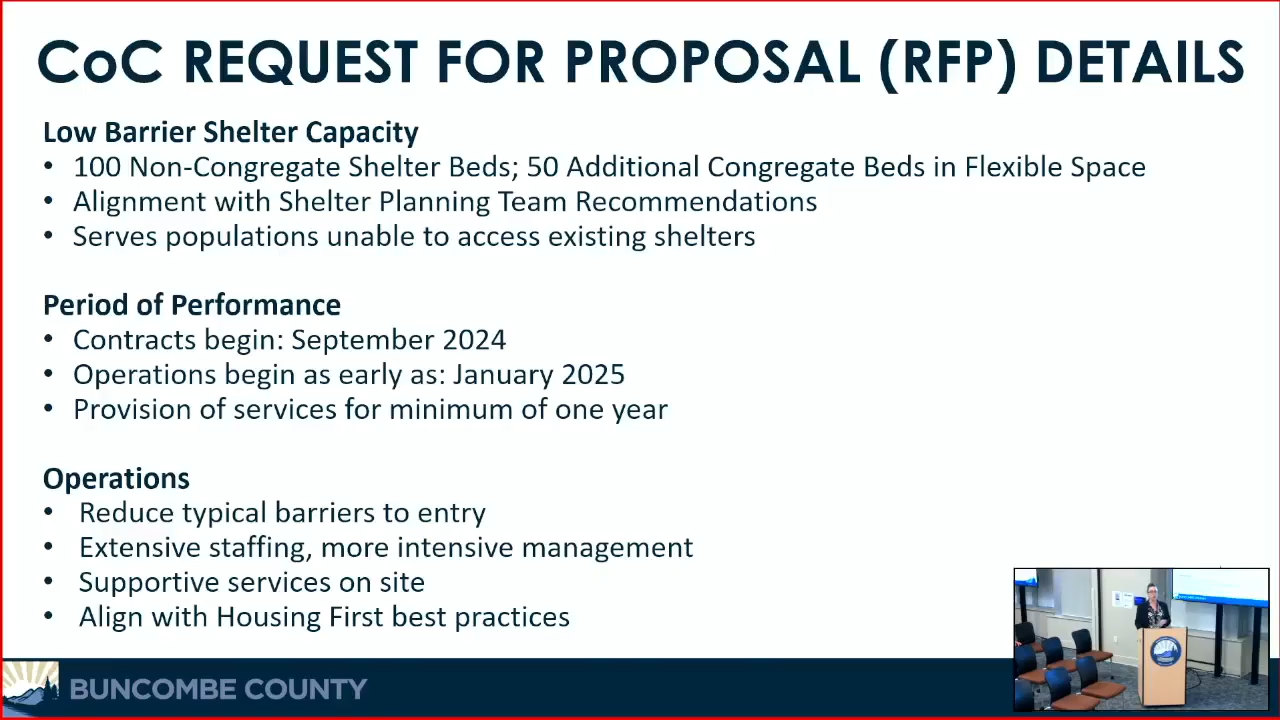 CoC REQUEST FOR PROPOSAL (RFP) DETAILS
Low Barrier Shelter Capacity
• 100 Non-Congregate Shelter Beds; 50 Additional Congregate Beds in Flexible Space
• Alignment with Shelter Planning Team Recommendations
• Serves populations unable to access existing shelters
Period of Performance
• Contracts begin: September 2024
• Operations begin as early as: January 2025
• Provision of services for minimum of one year
Operations
• Reduce typical barriers to entry
• Extensive staffing, more intensive management
• Supportive services on site
• Align with Housing First best practices
BUNCOMBE COUNTY